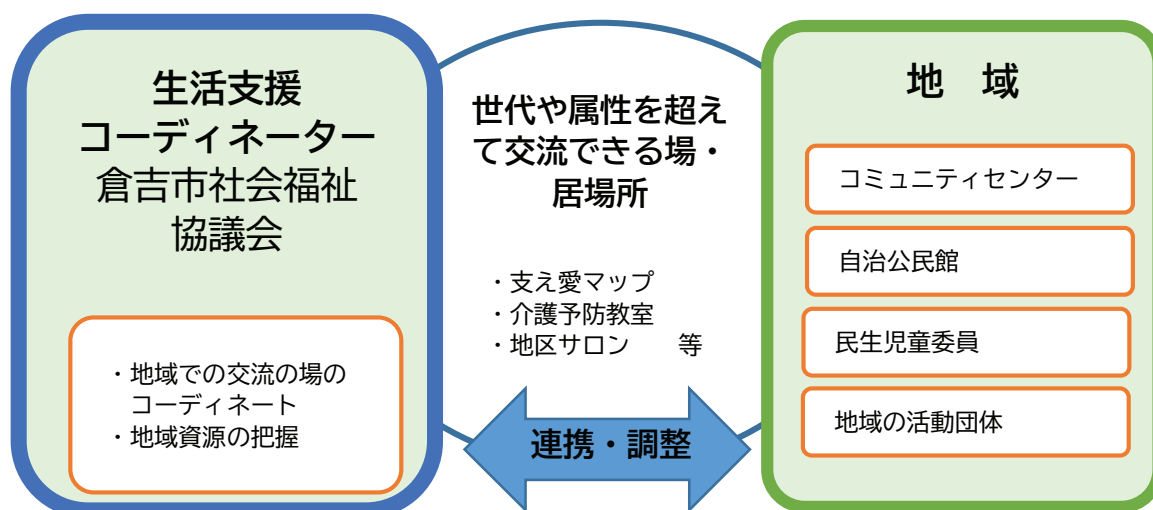 生活支援
コーディネーター
倉吉市社会福祉
協議会
・地域での交流の場の
コーディネート
・地域資源の把握
世代や属性を超え
て交流できる場・
居場所
・支え愛マップ
・介護予防教室
・地区サロン　　等
連携・調整
地　域
コミュニティセンター
自治公民館
民生児童委員
地域の活動団体